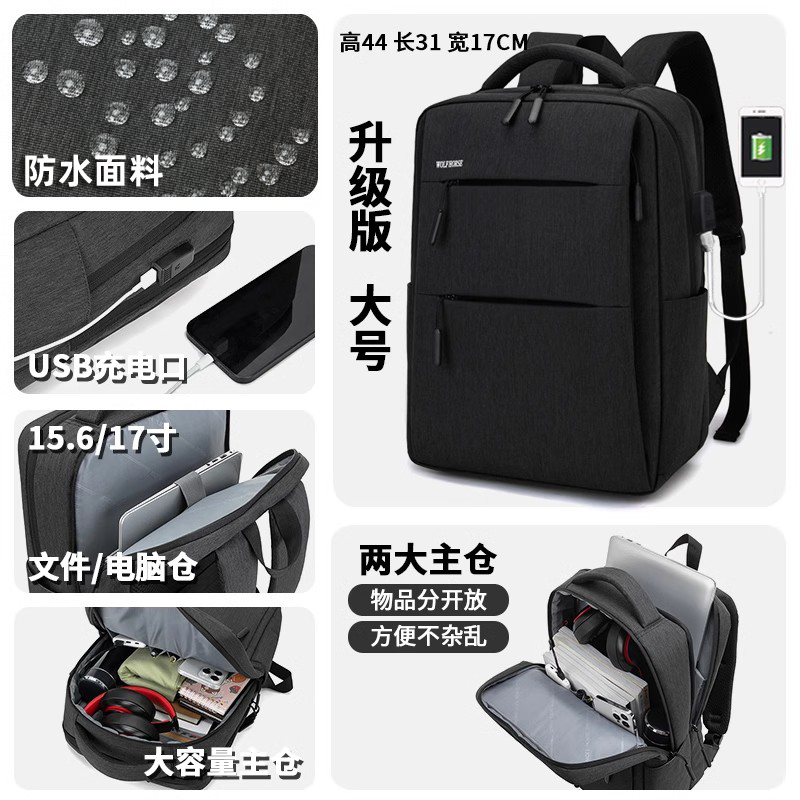 防水面料
USB充电口
15.6/17寸
文件/电脑仓
大容量主仓
高44 长31 宽17CM
升级版 大号
WOLFHORSE
两大主仓
物品分开放
方便不杂乱